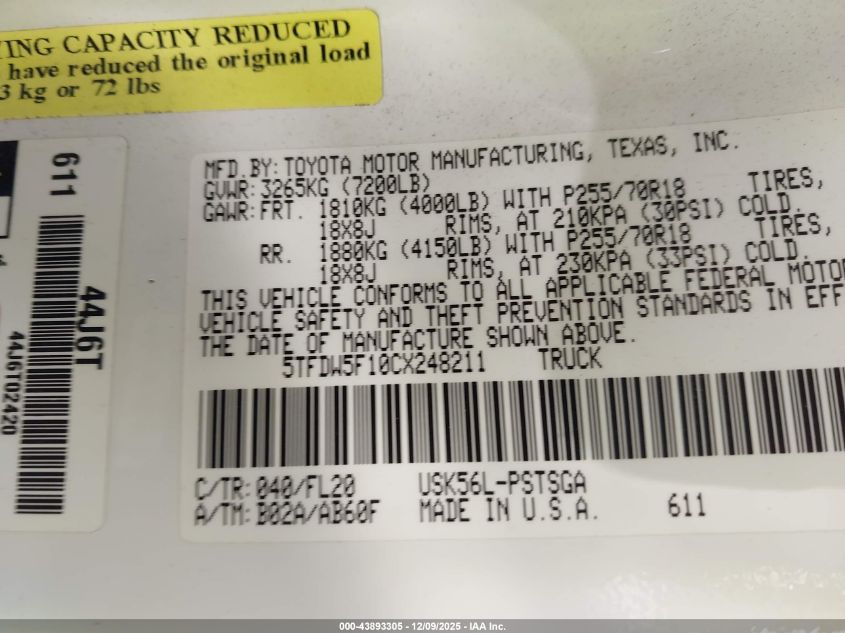 YING CAPACITY REDUCED
have reduced the original load
3 kg or 72 lbs
611
44J6T
44J6T02420
MFD.BY: TOYOTA MOTOR MANUFACTURING, TEXAS, INC.
GVWR: 3265KG (7200LB)
GAWR: FRT. 1810KG (4000LB) WITH P255/70R18 TIRES,
18X8J RIMS, AT 210KPA (30PSI) COLD.
RR. 1880KG (4150LB) WITH P255/70R18 TIRES,
18X8J RIMS, AT 230KPA (33PSI) COLD.
THIS VEHICLE CONFORMS TO ALL APPLICABLE FEDERAL MOTO
VEHICLE SAFETY AND THEFT PREVENTION STANDARDS IN EFF
THE DATE OF MANUFACTURE SHOWN ABOVE.
5TFDW5F10CX248211 TRUCK
C/TR: 040/FL20 USK56L-PSTSGA
A/TM: B02A/AB60F MADE IN U.S.A. 611
000-43893305 - 12/09/2025 - IAA Inc.